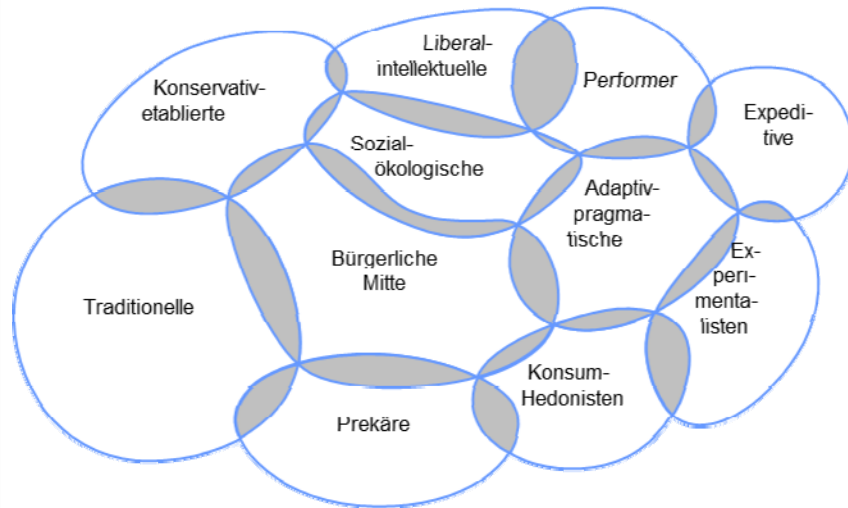 Liberal-
intellektuelle
Konservativ-
etablierte
Performer
Expedi-
tive
Sozial-
ökologische
Adaptiv-
pragma-
tische
Bürgerliche
Mitte
Ex-
peri-
menta-
listen
Traditionelle
Konsum-
Hedonisten
Prekäre